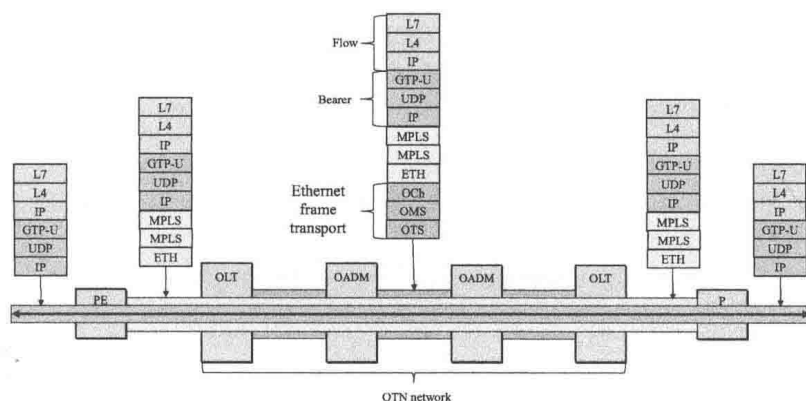 Flow
L7
L4
IP
Bearer
GTP-U
UDP
IP
MPLS
MPLS
ETH
Ethernet
frame
transport
OCh
OMS
OTS
L7
L4
IP
GTP-U
UDP
IP
L7
L4
IP
GTP-U
UDP
IP
MPLS
MPLS
ETH
L7
L4
IP
GTP-U
UDP
IP
MPLS
MPLS
ETH
L7
L4
IP
GTP-U
UDP
IP
PE
OLT
OADM
OADM
OLT
P
OTN network